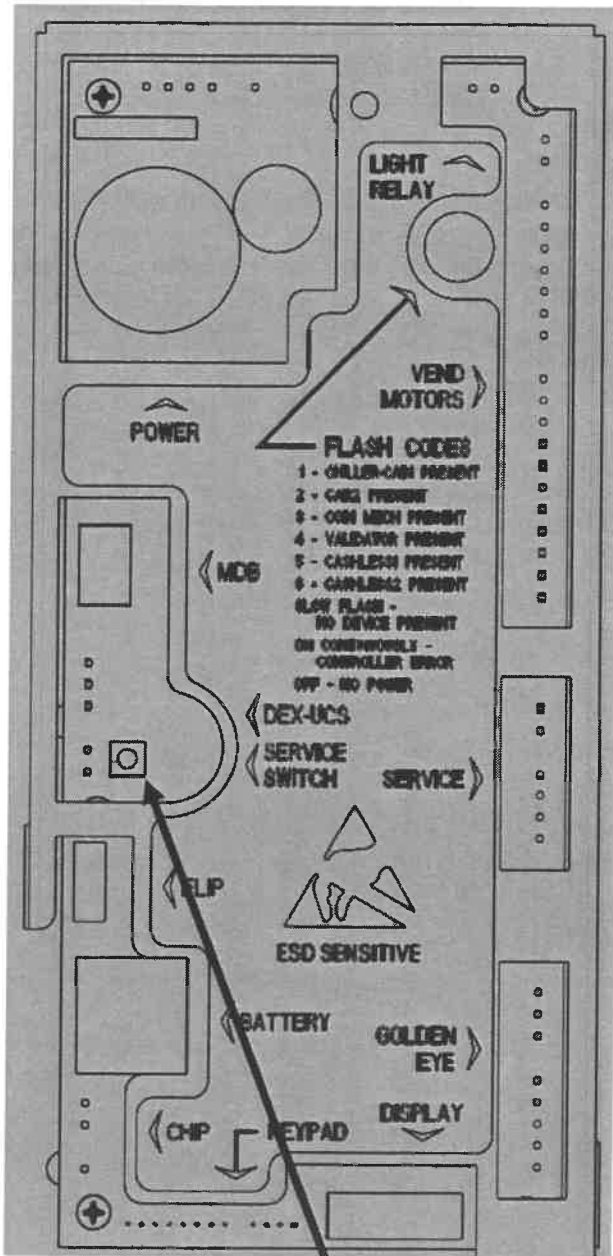 LIGHT
RELAY
VEND
MOTORS
POWER
FLASH CODES
1 - CHILLER-CAN1 PRESENT
2 - CAN2 PRESENT
3 - COIN MECH PRESENT
4 - VALIDATOR PRESENT
5 - CASHLESS1 PRESENT
6 - CASHLESS2 PRESENT
SLOW FLASH -
NO DEVICE PRESENT
ON CONTINUOUSLY -
CONTROLLER ERROR
OFF - NO POWER
MDB
DEX-UCS
SERVICE
SWITCH
SERVICE
FLIP
ESD SENSITIVE
BATTERY
GOLDEN
EYE
CHIP
KEYPAD
DISPLAY